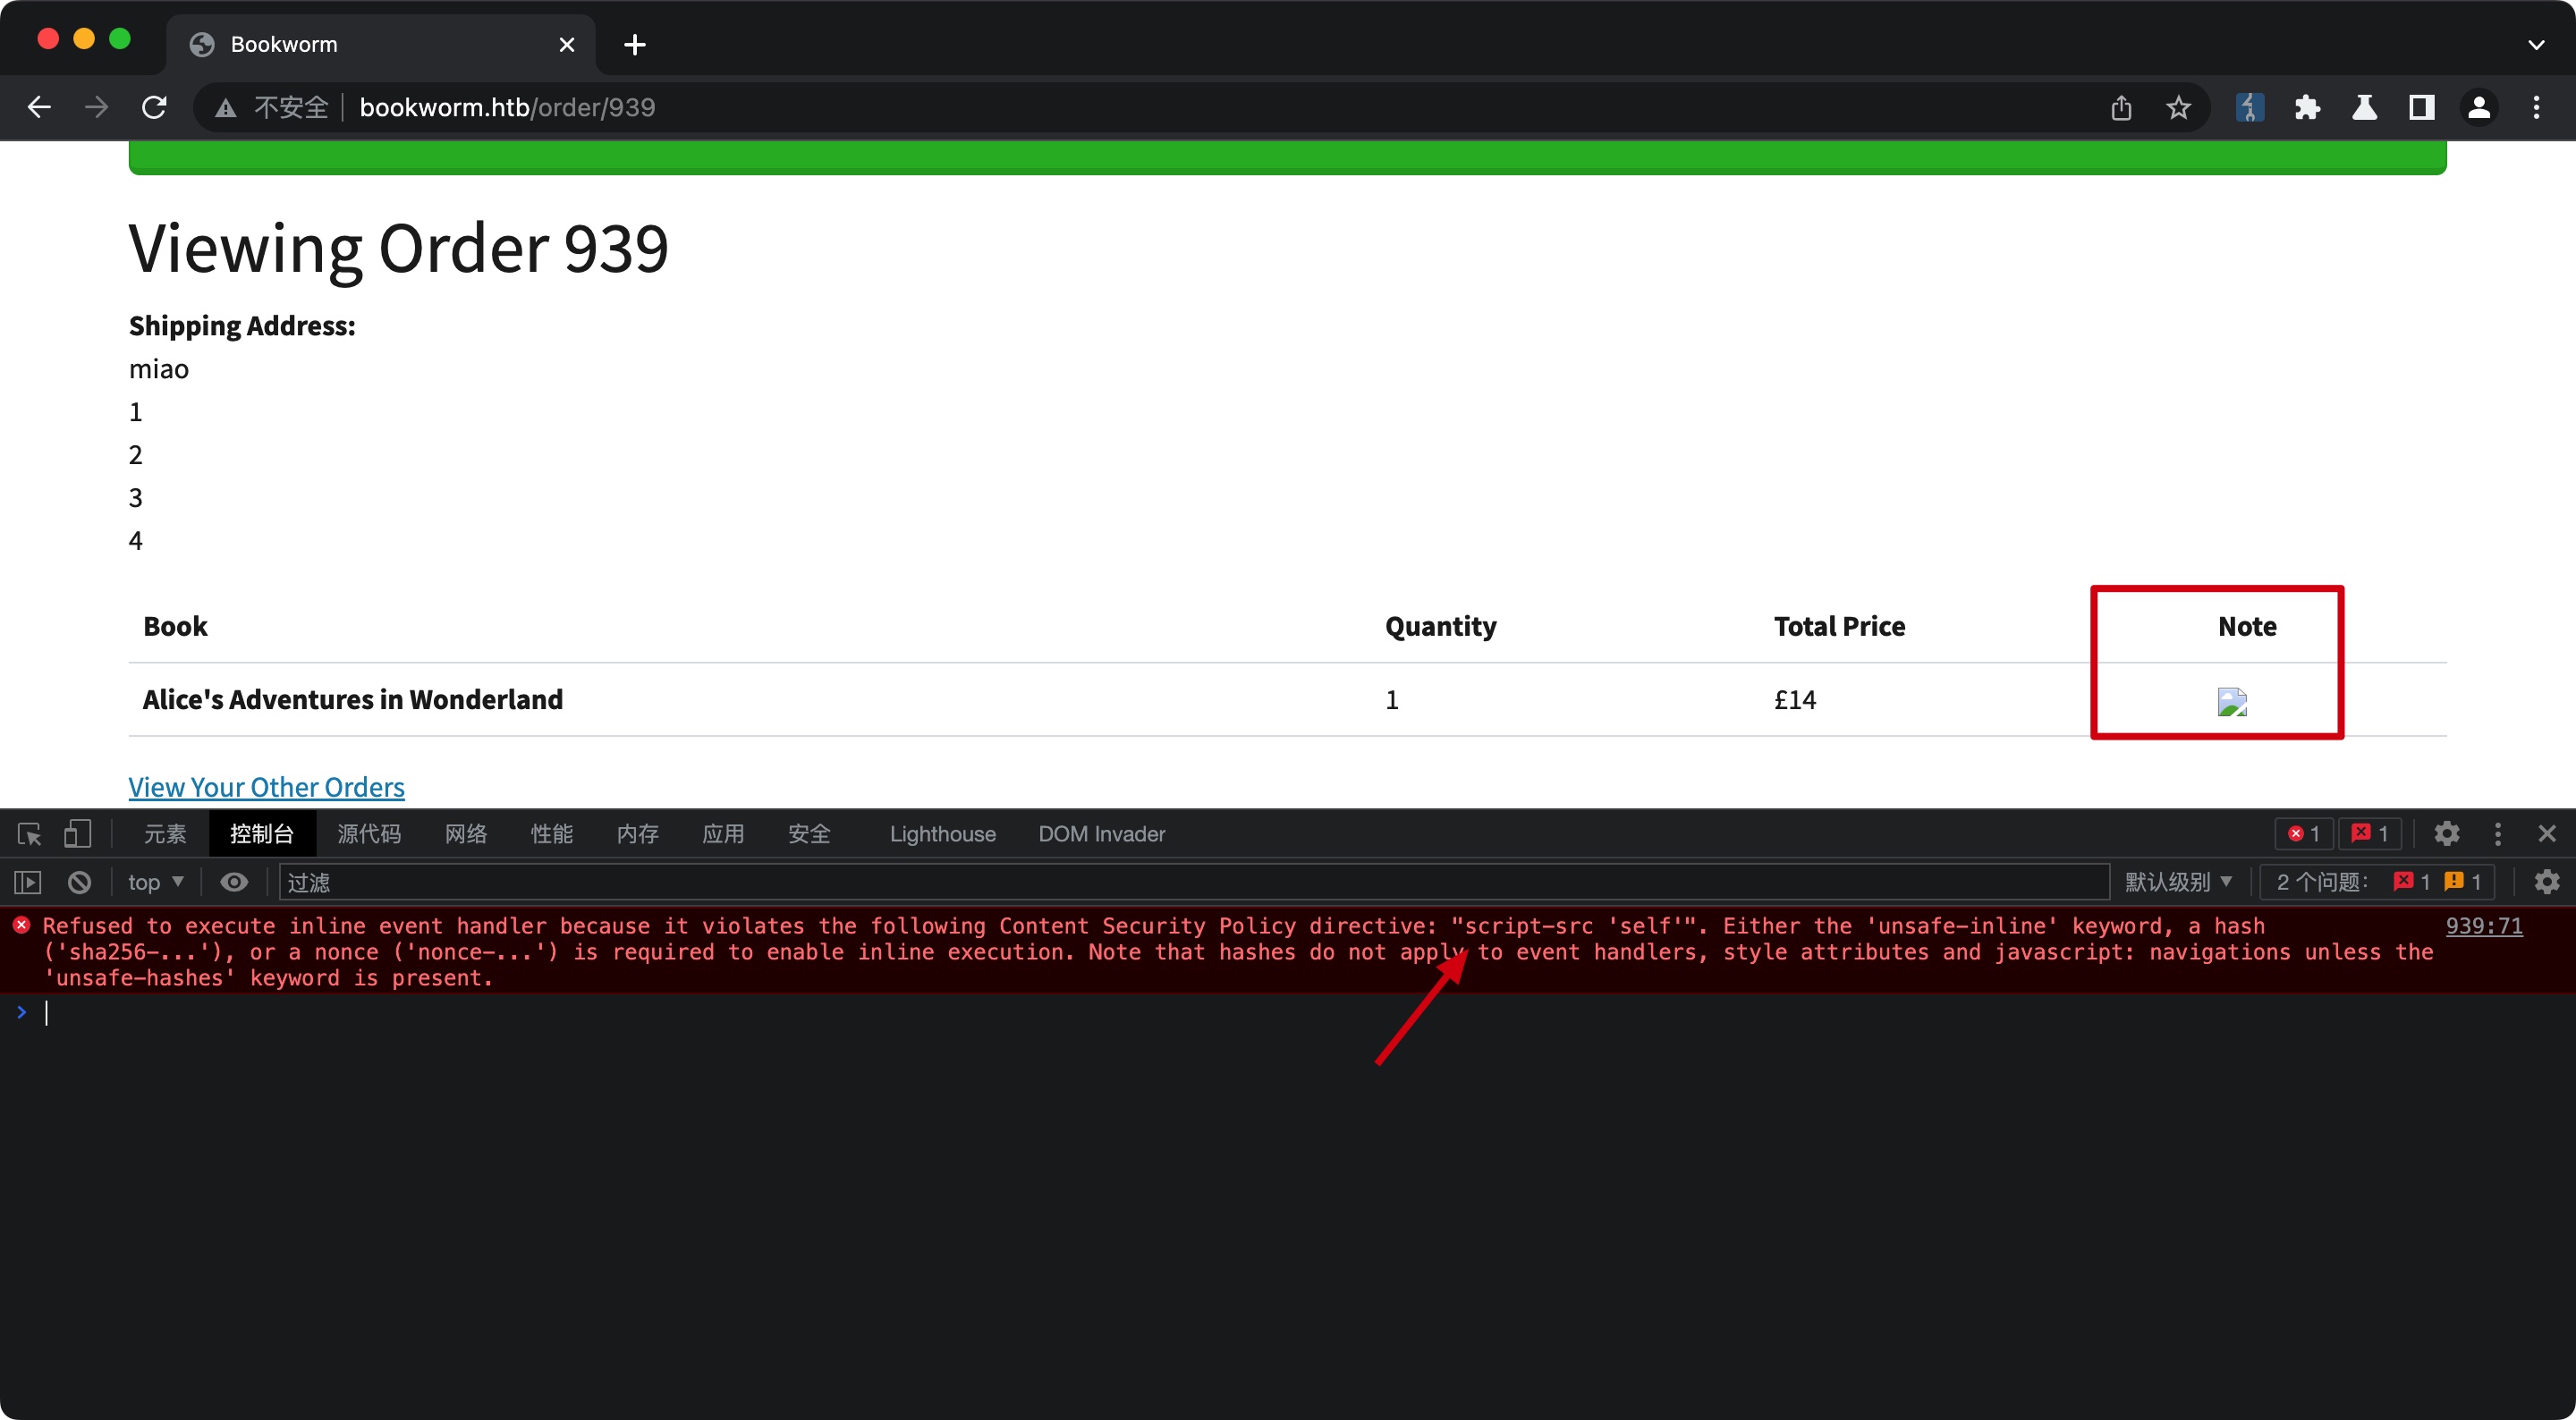 Bookworm
不安全 bookworm.htb/order/939
Viewing Order 939
Shipping Address:
miao
1
2
3
4
Book Quantity Total Price Note
Alice's Adventures in Wonderland 1 £14
View Your Other Orders
元素 控制台 源代码 网络 性能 内存 应用 安全 Lighthouse DOM Invader 1 1
top 过滤 默认级别 2 个问题: 1 1
Refused to execute inline event handler because it violates the following Content Security Policy directive: "script-src 'self'". Either the 'unsafe-inline' keyword, a hash 939:71
('sha256-...'), or a nonce ('nonce-...') is required to enable inline execution. Note that hashes do not apply to event handlers, style attributes and javascript: navigations unless the
'unsafe-hashes' keyword is present.